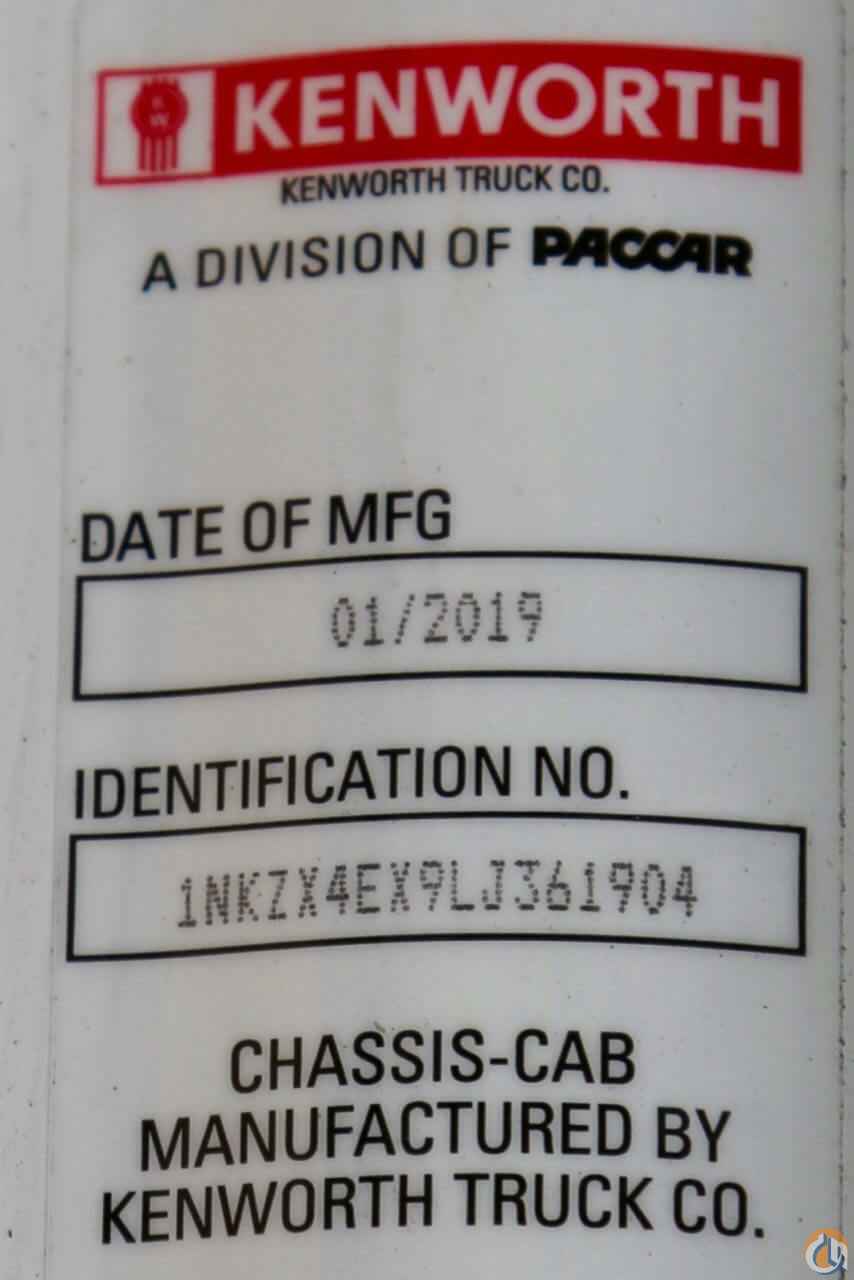 KW
KENWORTH
KENWORTH TRUCK CO.
A DIVISION OF PACCAR
DATE OF MFG
01/2019
IDENTIFICATION NO.
1NKZX4EX9LJ361904
CHASSIS-CAB
MANUFACTURED BY
KENWORTH TRUCK CO.